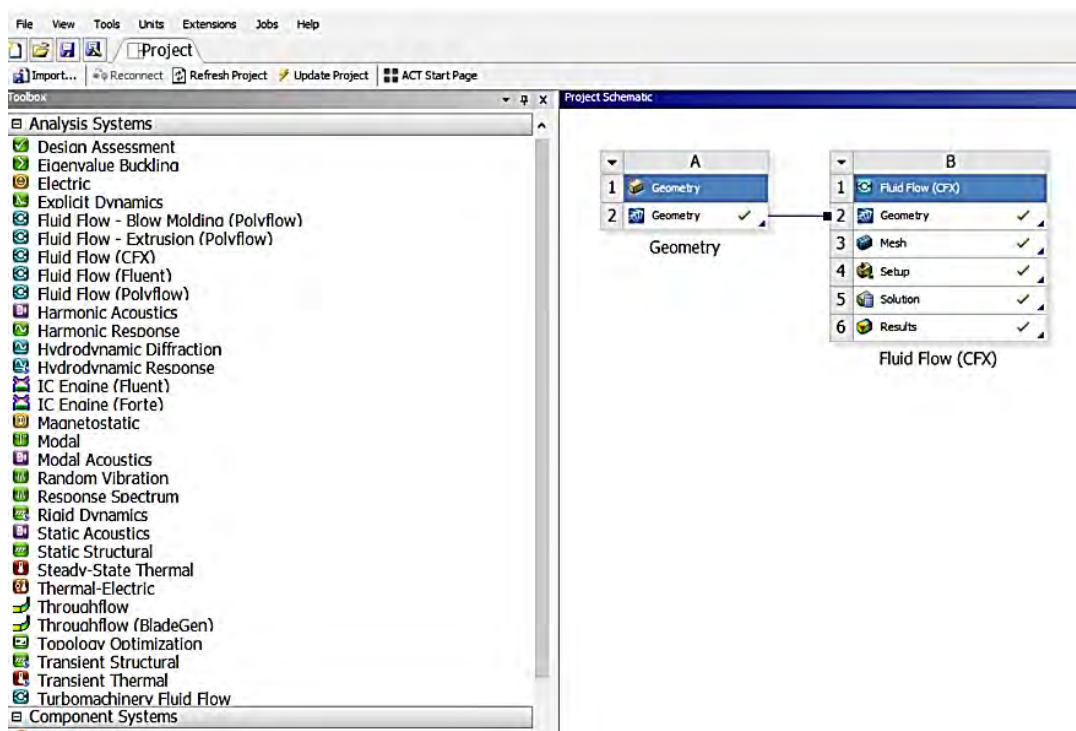 File View Tools Units Extensions Jobs Help
Project
Import... Reconnect Refresh Project Update Project ACT Start Page
Toolbox
Analysis Systems
Design Assessment
Eigenvalue Buckling
Electric
Explicit Dynamics
Fluid Flow - Blow Molding (Polyflow)
Fluid Flow - Extrusion (Polyflow)
Fluid Flow (CFX)
Fluid Flow (Fluent)
Fluid Flow (Polyflow)
Harmonic Acoustics
Harmonic Response
Hydrodynamic Diffraction
Hydrodynamic Response
IC Engine (Fluent)
IC Engine (Forte)
Magnetostatic
Modal
Modal Acoustics
Random Vibration
Response Spectrum
Rigid Dynamics
Static Acoustics
Static Structural
Steady-State Thermal
Thermal-Electric
Throughflow
Throughflow (BladeGen)
Topology Optimization
Transient Structural
Transient Thermal
Turbomachinery Fluid Flow
Component Systems
Project Schematic
A
1 Geometry
2 Geometry
Geometry
B
1 Fluid Flow (CFX)
2 Geometry
3 Mesh
4 Setup
5 Solution
6 Results
Fluid Flow (CFX)